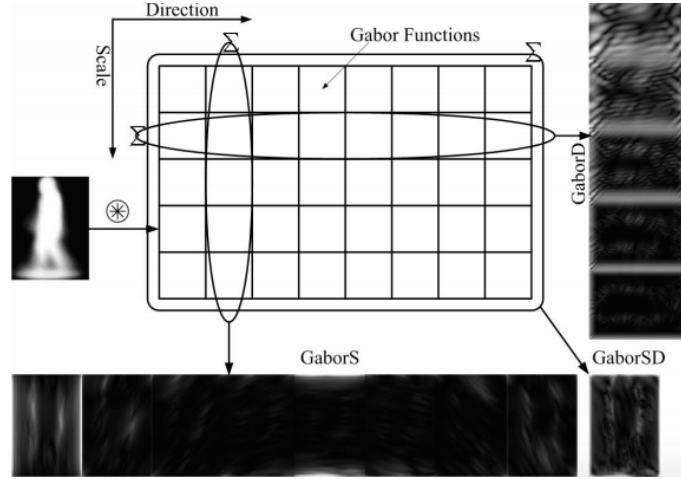 Direction
Scale
Gabor Functions
Σ
Σ
Σ
GaborD
GaborS
GaborSD